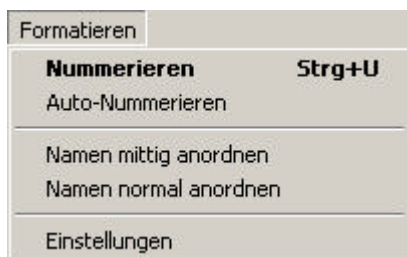 Formatieren
Nummerieren Strg+U
Auto-Nummerieren
Namen mittig anordnen
Namen normal anordnen
Einstellungen